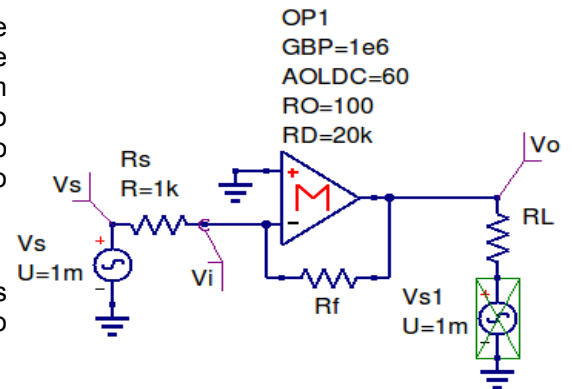 e
e
n
o
o
o
s
o
OP1
GBP=1e6
AOLDC=60
RO=100
RD=20k
Vo
Rs
R=1k
Vs
+
-
RL
Vs
U=1m
+
-
Vi
Rf
Vs1
U=1m
+
-